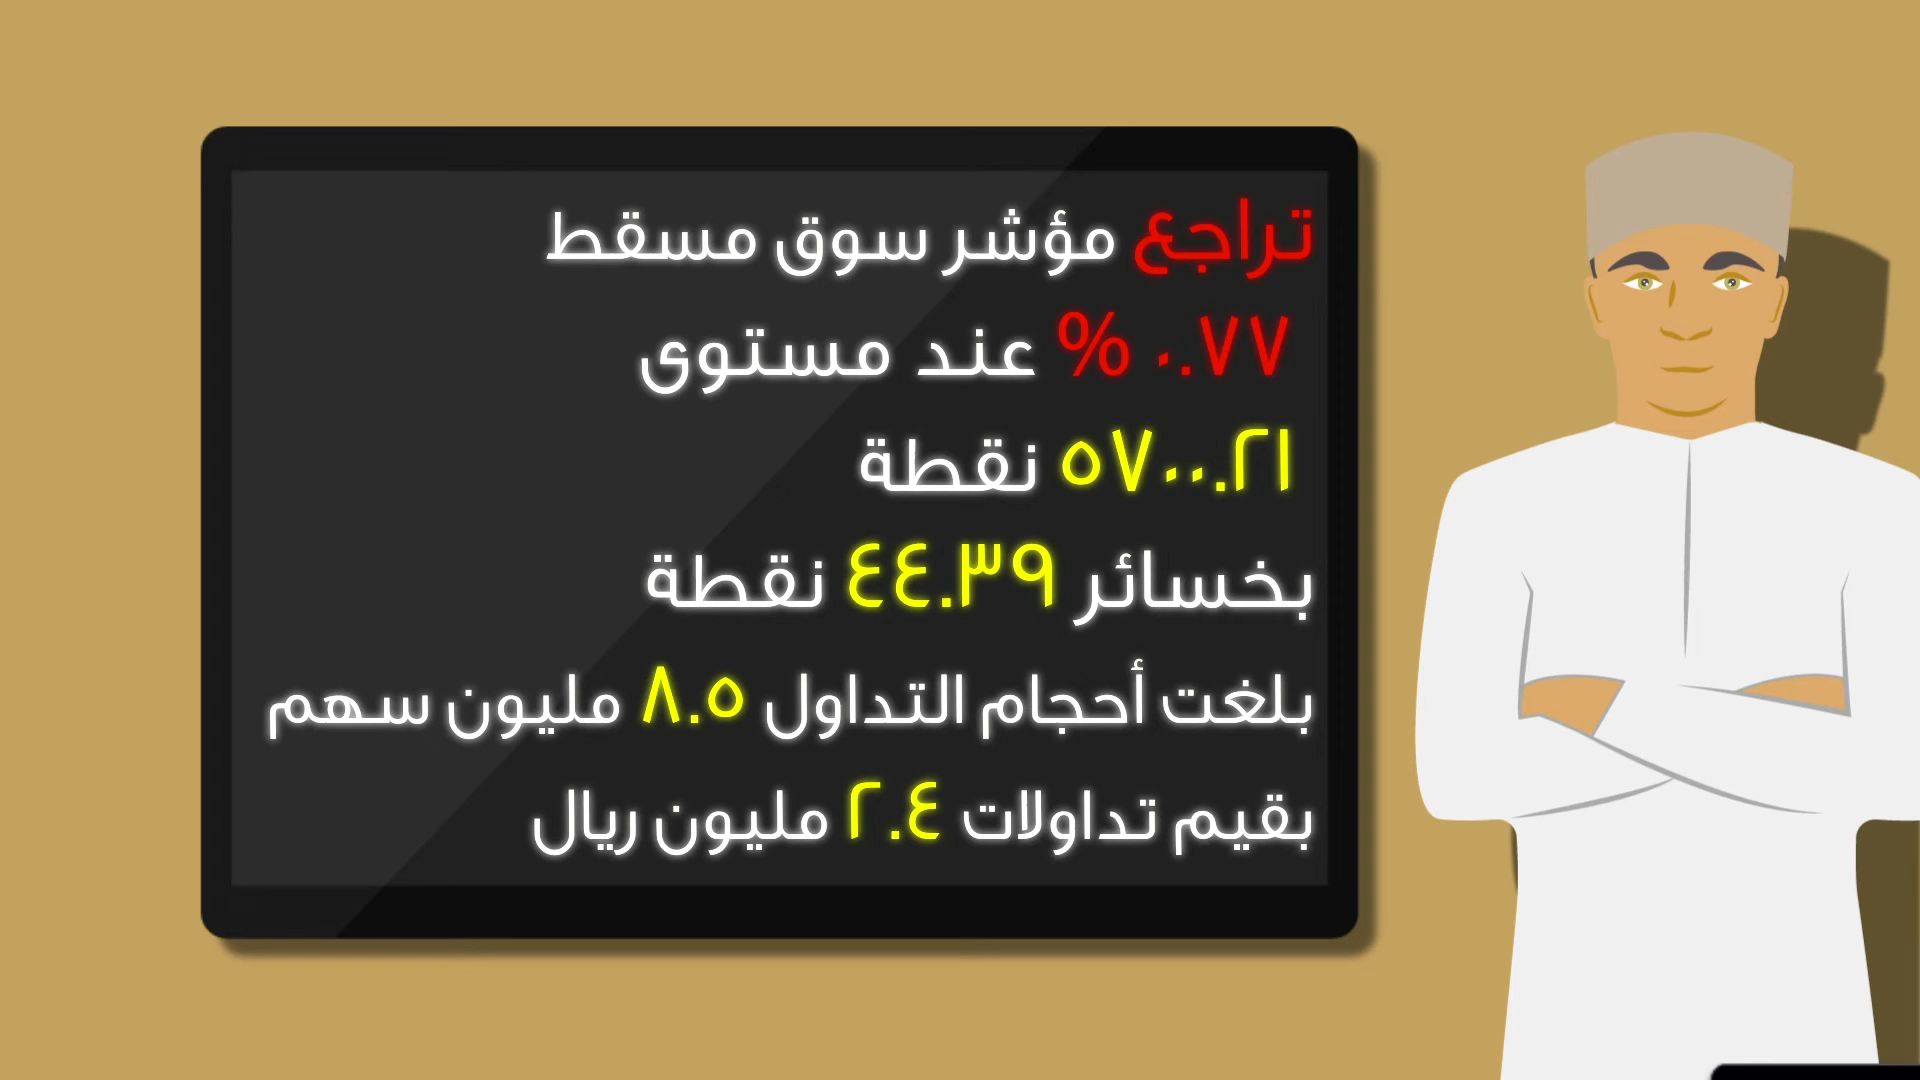 تراجع مؤشر سوق مسقط
٠.٧٧ % عند مستوى
٥٧٠٠.٢١ نقطة
بخسائر ٤٤.٣٩ نقطة
بلغت أحجام التداول ٨.٥ مليون سهم
بقيم تداولات ٢.٤ مليون ريال